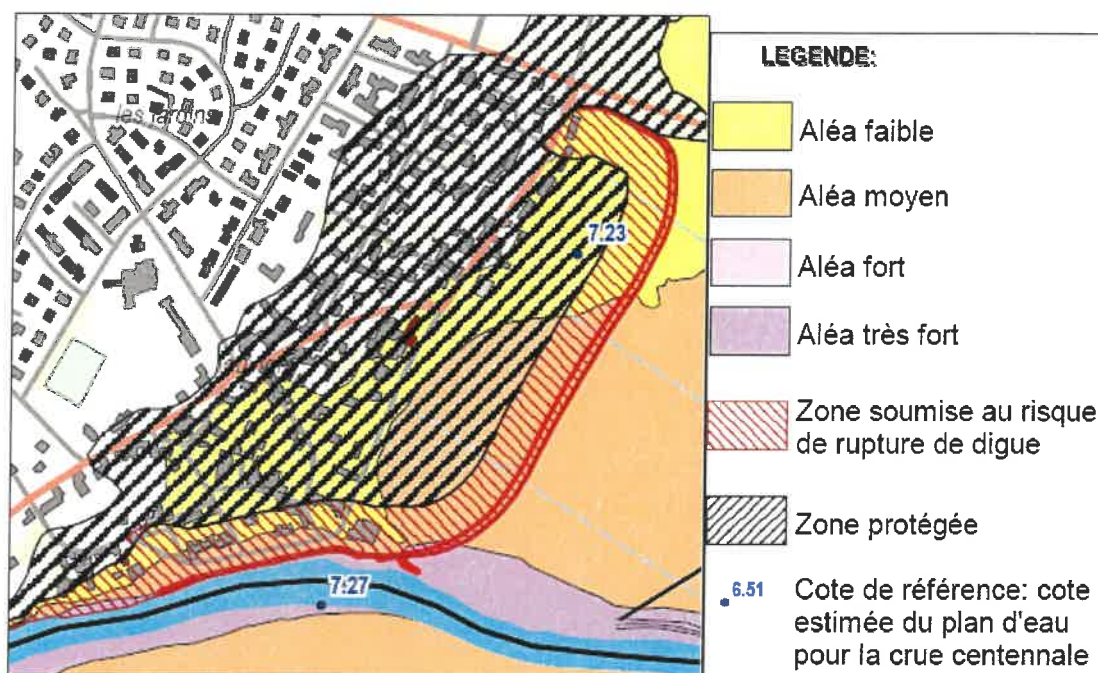 les jardins
7.23
7.27
LEGENDE:
Aléa faible
Aléa moyen
Aléa fort
Aléa très fort
Zone soumise au risque
de rupture de digue
Zone protégée
6.51
Cote de référence: cote
estimée du plan d'eau
pour la crue centennale